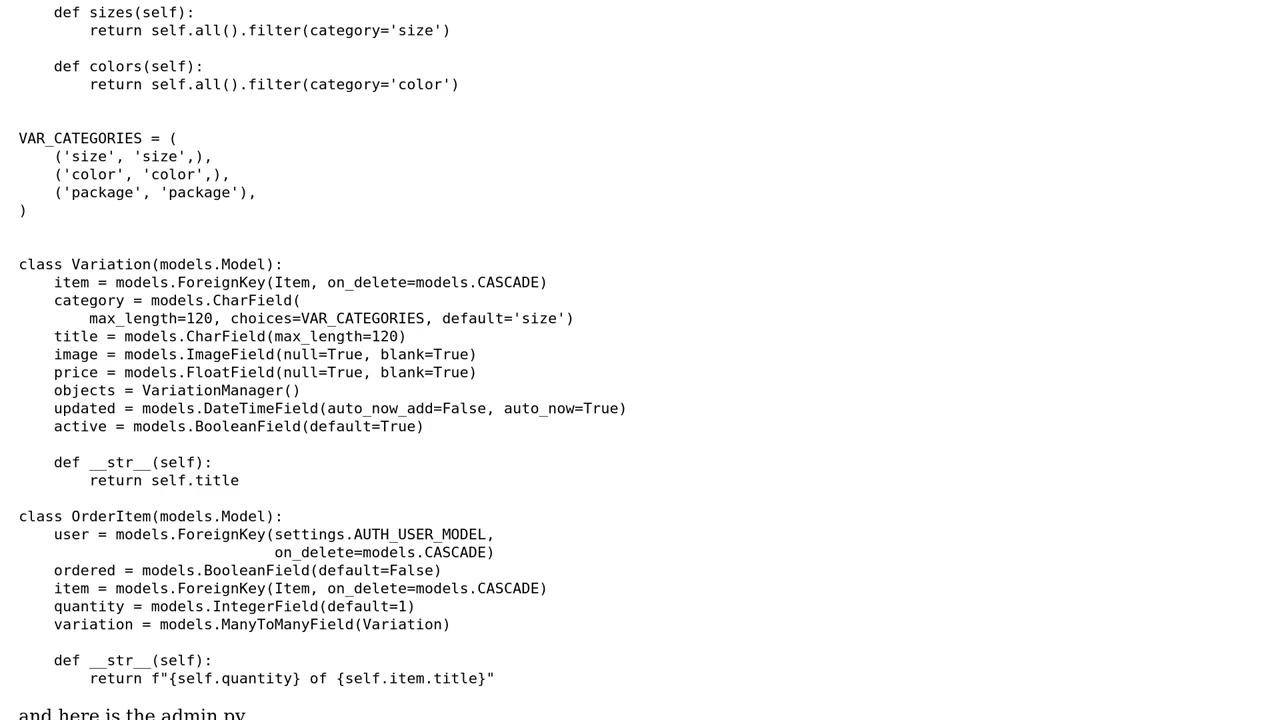 def sizes(self):
        return self.all().filter(category='size')

    def colors(self):
        return self.all().filter(category='color')


VAR_CATEGORIES = (
    ('size', 'size',),
    ('color', 'color',),
    ('package', 'package'),
)


class Variation(models.Model):
    item = models.ForeignKey(Item, on_delete=models.CASCADE)
    category = models.CharField(
        max_length=120, choices=VAR_CATEGORIES, default='size')
    title = models.CharField(max_length=120)
    image = models.ImageField(null=True, blank=True)
    price = models.FloatField(null=True, blank=True)
    objects = VariationManager()
    updated = models.DateTimeField(auto_now_add=False, auto_now=True)
    active = models.BooleanField(default=True)

    def __str__(self):
        return self.title

class OrderItem(models.Model):
    user = models.ForeignKey(settings.AUTH_USER_MODEL,
                             on_delete=models.CASCADE)
    ordered = models.BooleanField(default=False)
    item = models.ForeignKey(Item, on_delete=models.CASCADE)
    quantity = models.IntegerField(default=1)
    variation = models.ManyToManyField(Variation)

    def __str__(self):
        return f"{self.quantity} of {self.item.title}"

and here is the admin.py